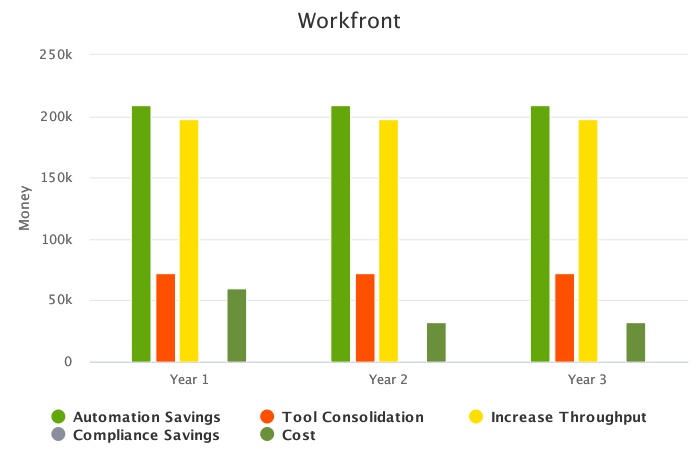 Workfront
250k
200k
150k
100k
50k
0
Money
Year 1 Year 2 Year 3
Automation Savings Tool Consolidation Increase Throughput
Compliance Savings Cost